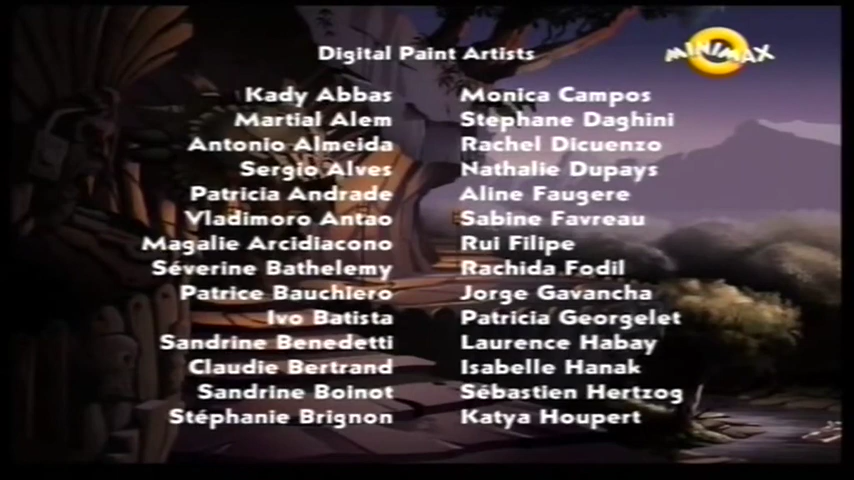 Digital Paint Artists
MINIMAX
Kady Abbas Monica Campos
Martial Alem Stephane Daghini
Antonio Almeida Rachel Dicuenzo
Sergio Alves Nathalie Dupays
Patricia Andrade Aline Faugere
Vladimoro Antao Sabine Favreau
Magalie Arcidiacono Rui Filipe
Séverine Bathelemy Rachida Fodil
Patrice Bauchiero Jorge Gavancha
Ivo Batista Patricia Georgelet
Sandrine Benedetti Laurence Habay
Claudie Bertrand Isabelle Hanak
Sandrine Boinot Sébastien Hertzog
Stéphanie Brignon Katya Houpert